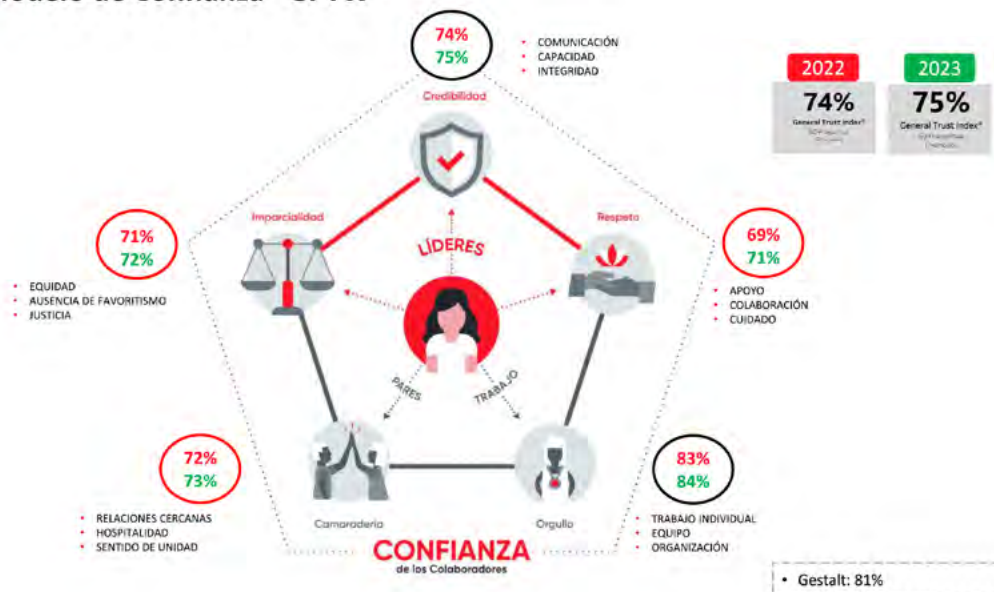 74%
75%
Credibilidad
• COMUNICACIÓN
• CAPACIDAD
• INTEGRIDAD
2022
74%
General Trust Index®
2023
75%
General Trust Index®
Imparcialidad
71%
72%
• EQUIDAD
• AUSENCIA DE FAVORITISMO
• JUSTICIA
LÍDERES
Respeto
69%
71%
• APOYO
• COLABORACIÓN
• CUIDADO
PARES
TRABAJO
72%
73%
• RELACIONES CERCANAS
• HOSPITALIDAD
• SENTIDO DE UNIDAD
Camaradería
Orgullo
83%
84%
• TRABAJO INDIVIDUAL
• EQUIPO
• ORGANIZACIÓN
CONFIANZA
de los Colaboradores
• Gestalt: 81%